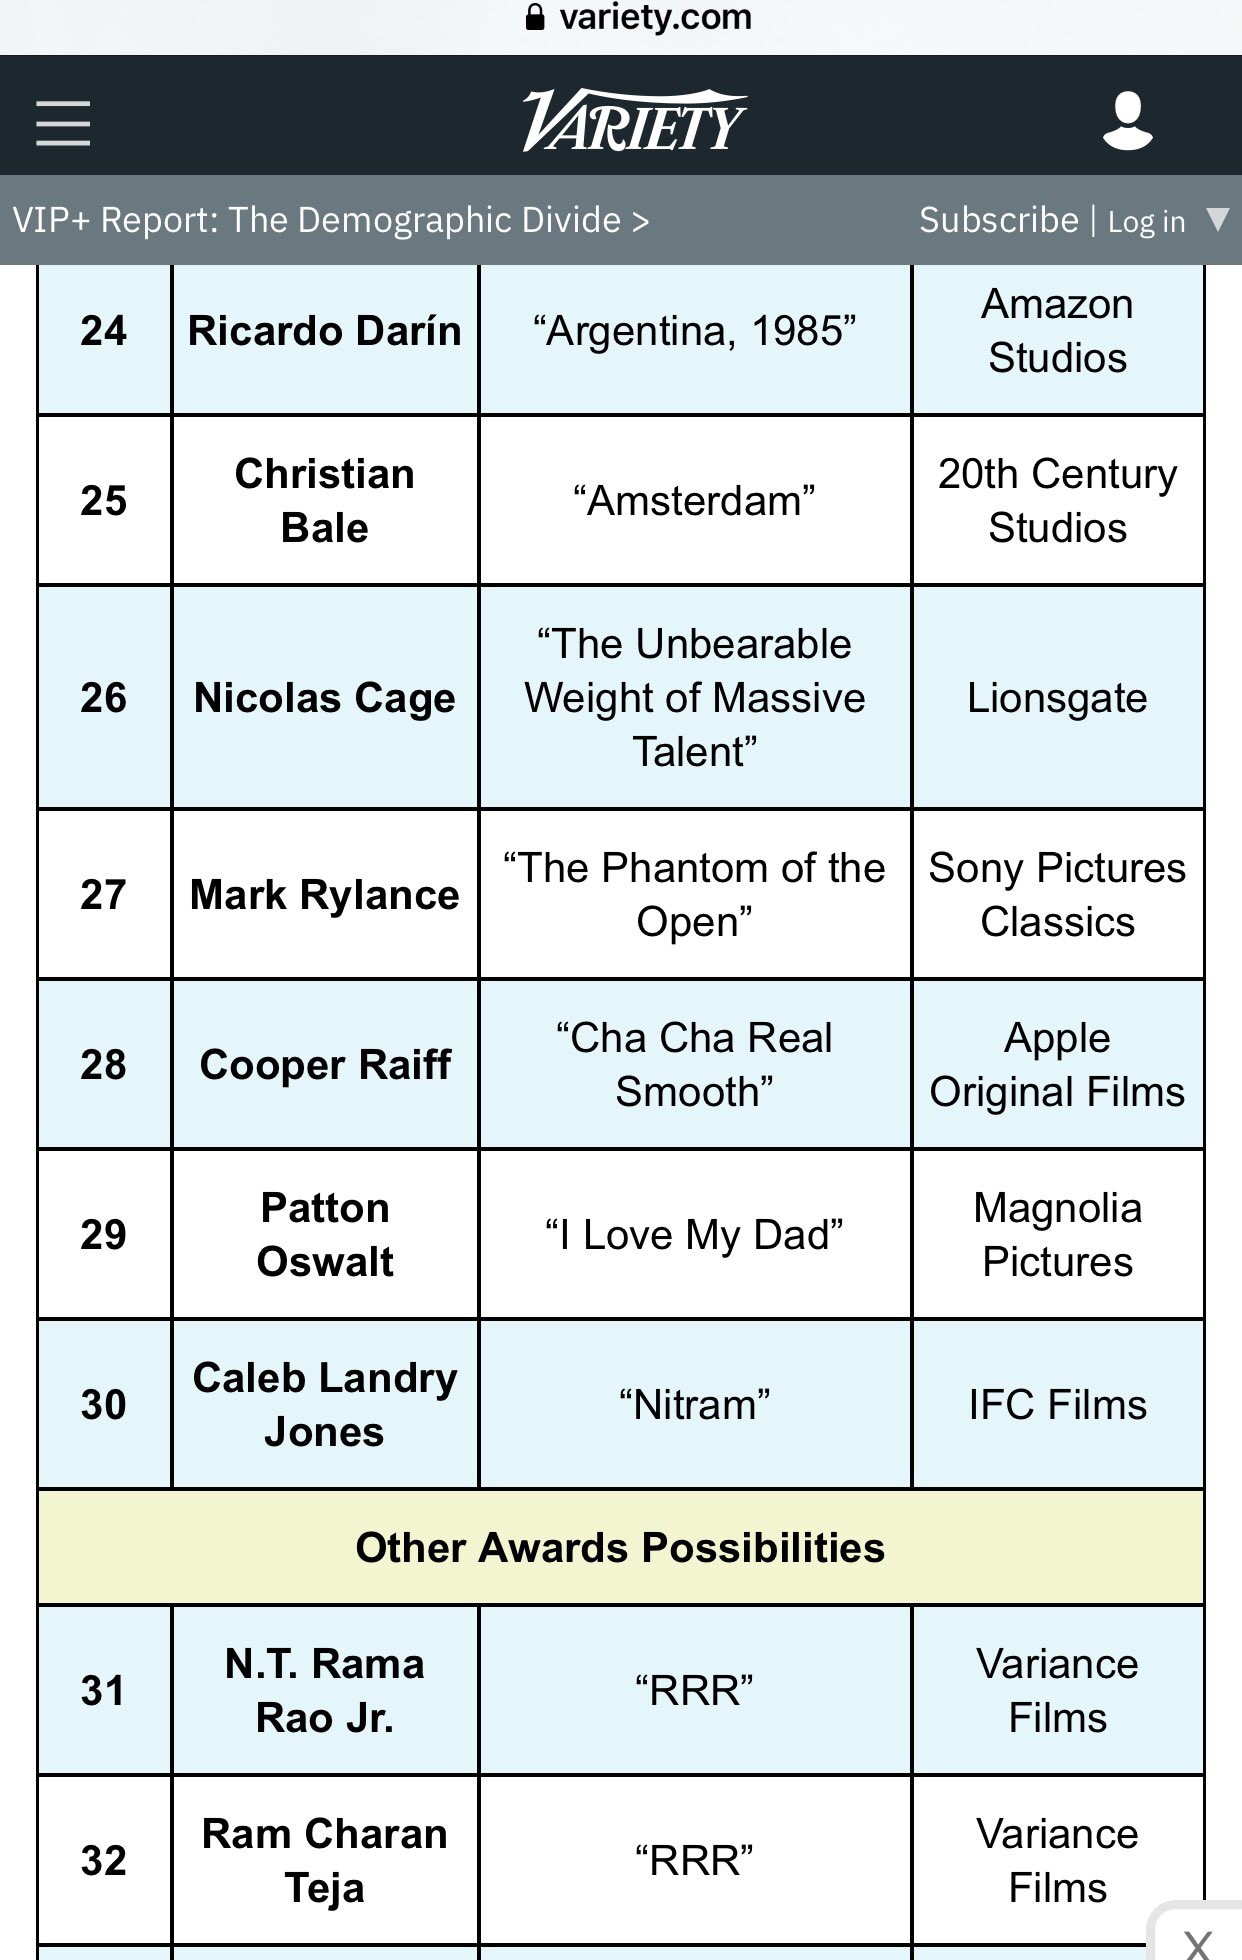 variety.com
VARIETY
VIP+ Report: The Demographic Divide > Subscribe | Log in ▼
24 Ricardo Darín “Argentina, 1985” Amazon
Studios
25 Christian
Bale “Amsterdam” 20th Century
Studios
26 Nicolas Cage “The Unbearable
Weight of Massive
Talent” Lionsgate
27 Mark Rylance “The Phantom of the
Open” Sony Pictures
Classics
28 Cooper Raiff “Cha Cha Real
Smooth” Apple
Original Films
29 Patton
Oswalt “I Love My Dad” Magnolia
Pictures
30 Caleb Landry
Jones “Nitram” IFC Films
Other Awards Possibilities
31 N.T. Rama
Rao Jr. “RRR” Variance
Films
32 Ram Charan
Teja “RRR” Variance
Films
X